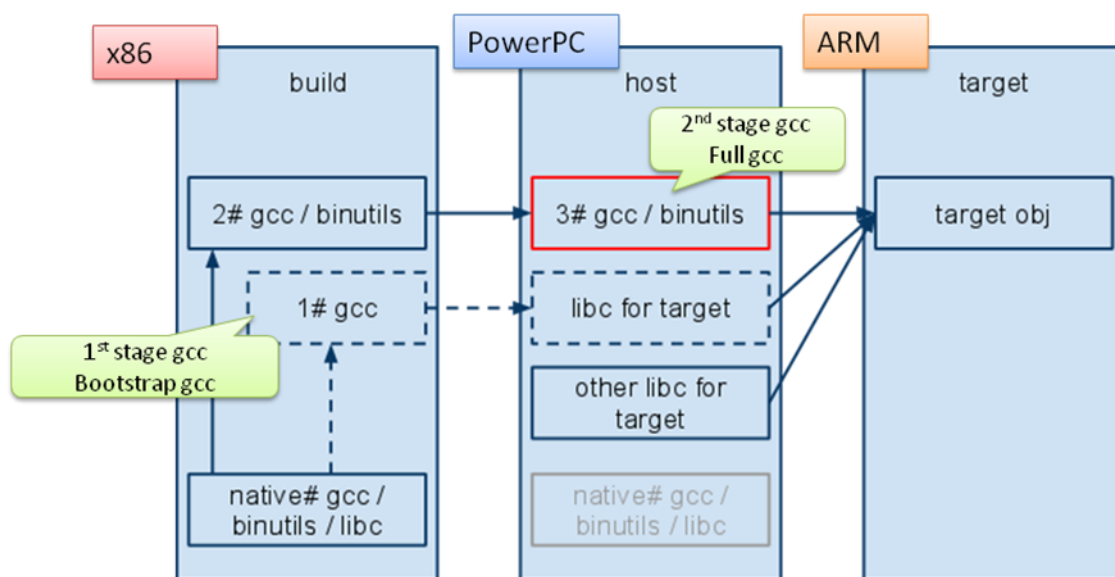 x86
PowerPC
ARM
build
host
target
2nd stage gcc
Full gcc
2# gcc / binutils
3# gcc / binutils
target obj
1# gcc
libc for target
1st stage gcc
Bootstrap gcc
other libc for
target
native# gcc /
binutils / libc
native# gcc /
binutils / libc